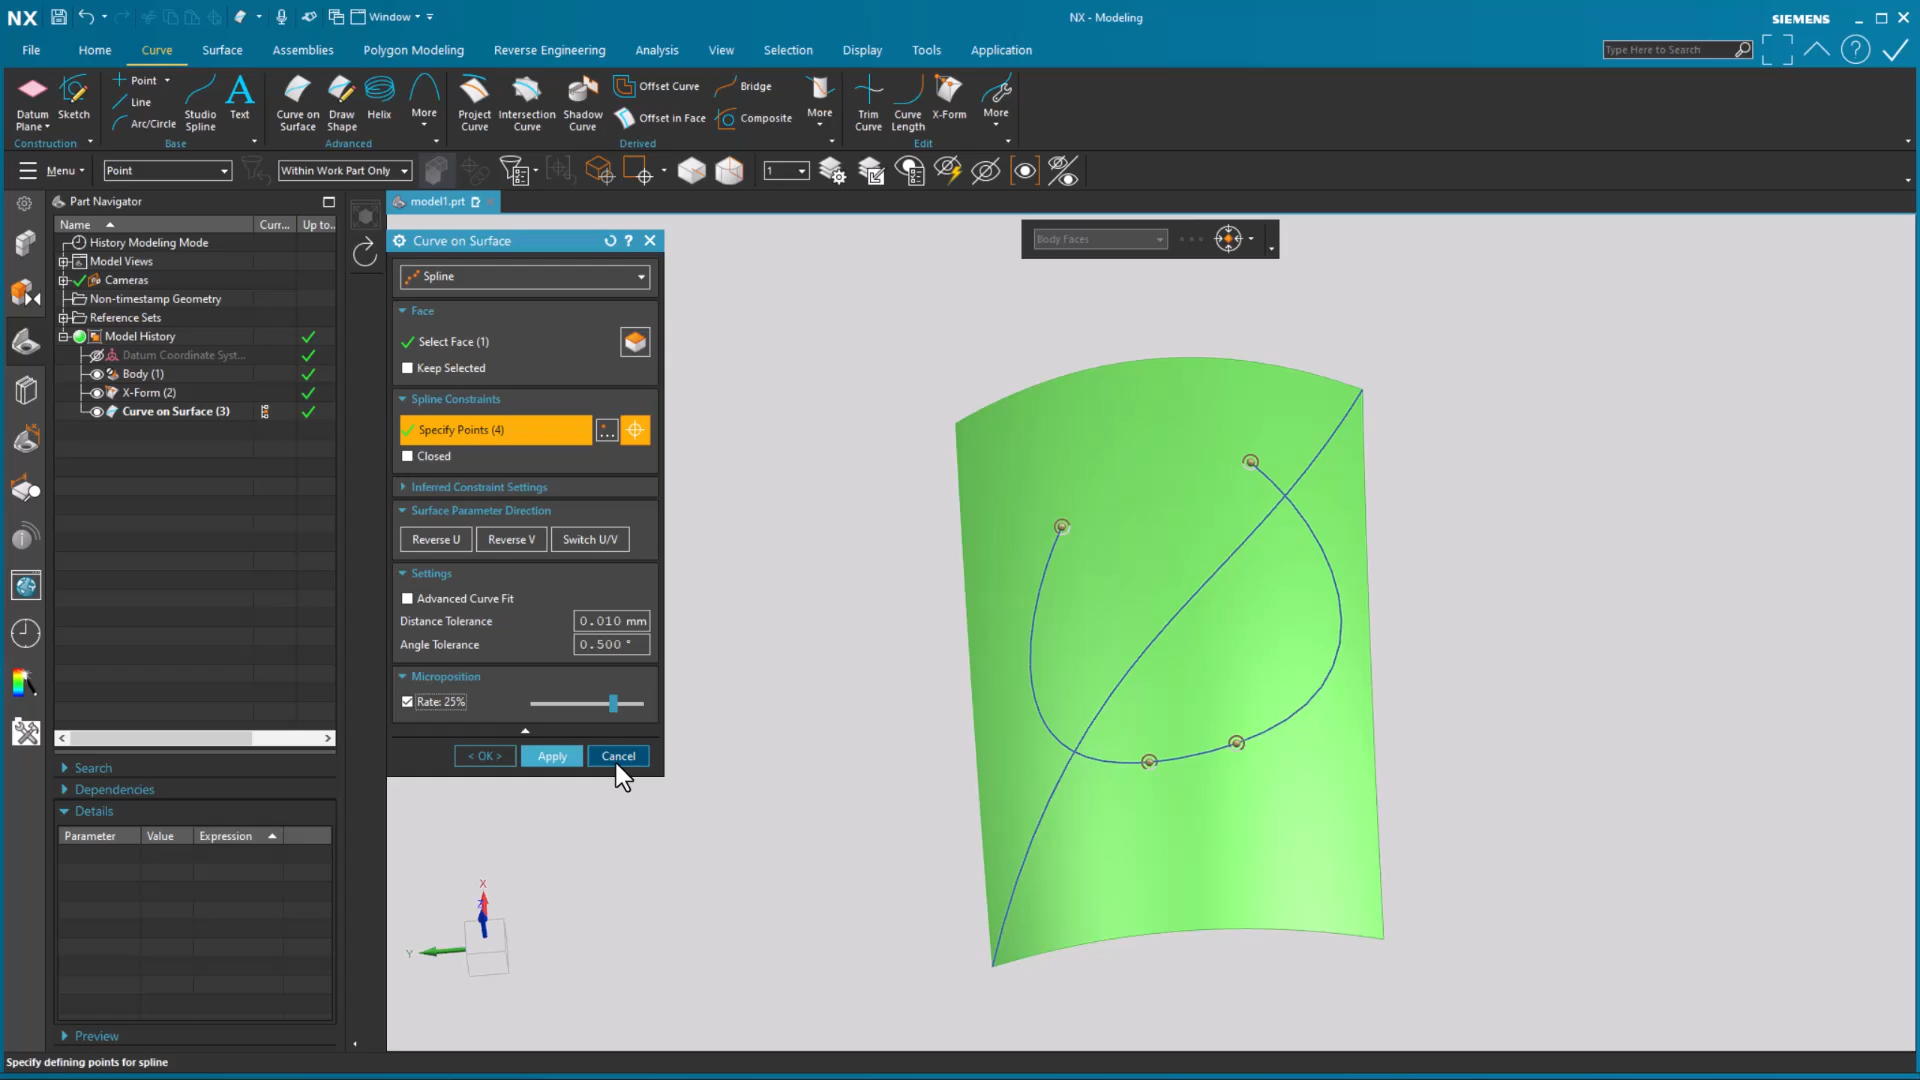 NX
Window
NX - Modeling
SIEMENS
File
Home
Curve
Surface
Assemblies
Polygon Modeling
Reverse Engineering
Analysis
View
Selection
Display
Tools
Application
Type Here to Search
Datum
Plane
Sketch
Point
Line
Arc/Circle
Studio
Spline
Text
Curve on
Surface
Draw
Shape
Helix
More
Project
Curve
Intersection
Curve
Shadow
Curve
Offset Curve
Offset in Face
Bridge
Composite
More
Trim
Curve
Curve
Length
X-Form
More
Construction
Base
Advanced
Derived
Edit
Menu
Point
Within Work Part Only
1
Part Navigator
model1.prt
Name
Curr...
Up to..
History Modeling Mode
Model Views
Cameras
Non-timestamp Geometry
Reference Sets
Model History
Datum Coordinate Syst...
Body (1)
X-Form (2)
Curve on Surface (3)
Curve on Surface
Spline
Face
Select Face (1)
Keep Selected
Spline Constraints
Specify Points (4)
Closed
Inferred Constraint Settings
Surface Parameter Direction
Reverse U
Reverse V
Switch U/V
Settings
Advanced Curve Fit
Distance Tolerance
0.010 mm
Angle Tolerance
0.500 °
Microposition
Rate: 25%
< OK >
Apply
Cancel
Body Faces
Search
Dependencies
Details
Parameter
Value
Expression
Preview
X
Z
Y
Specify defining points for spline